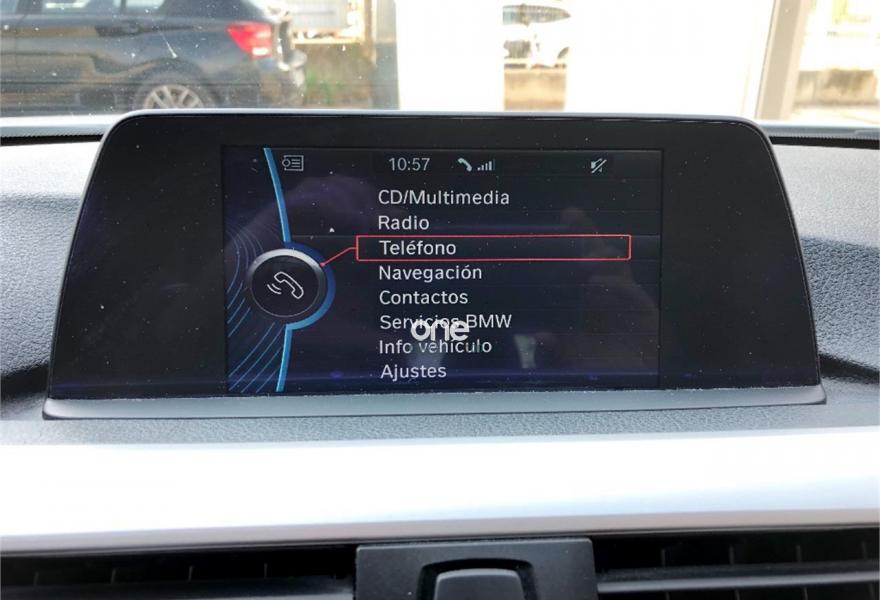 10:57
CD/Multimedia
Radio
Teléfono
Navegación
Contactos
Servicios BMW
one
Info vehículo
Ajustes